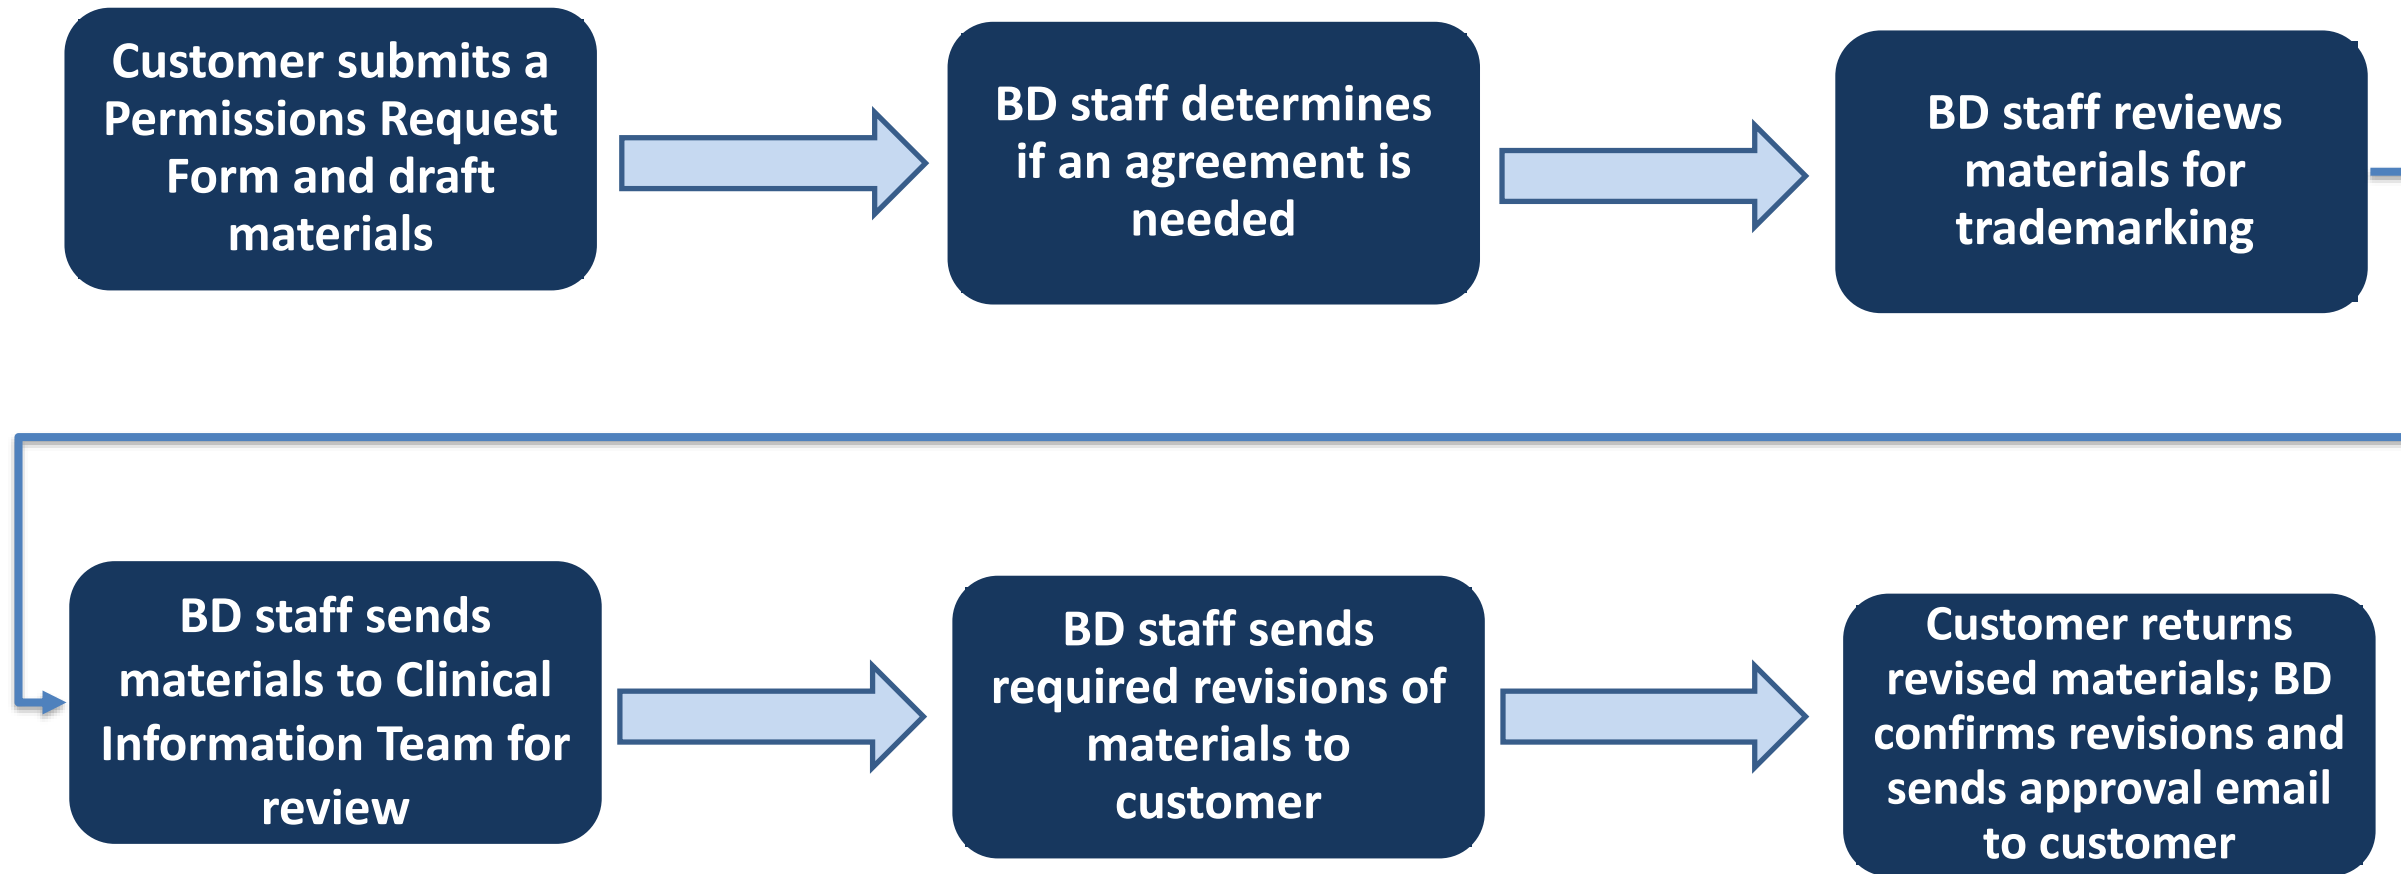 Customer submits a
Permissions Request
Form and draft
materials
BD staff determines
if an agreement is
needed
BD staff reviews
materials for
trademarking
BD staff sends
materials to Clinical
Information Team for
review
BD staff sends
required revisions of
materials to
customer
Customer returns
revised materials; BD
confirms revisions and
sends approval email
to customer